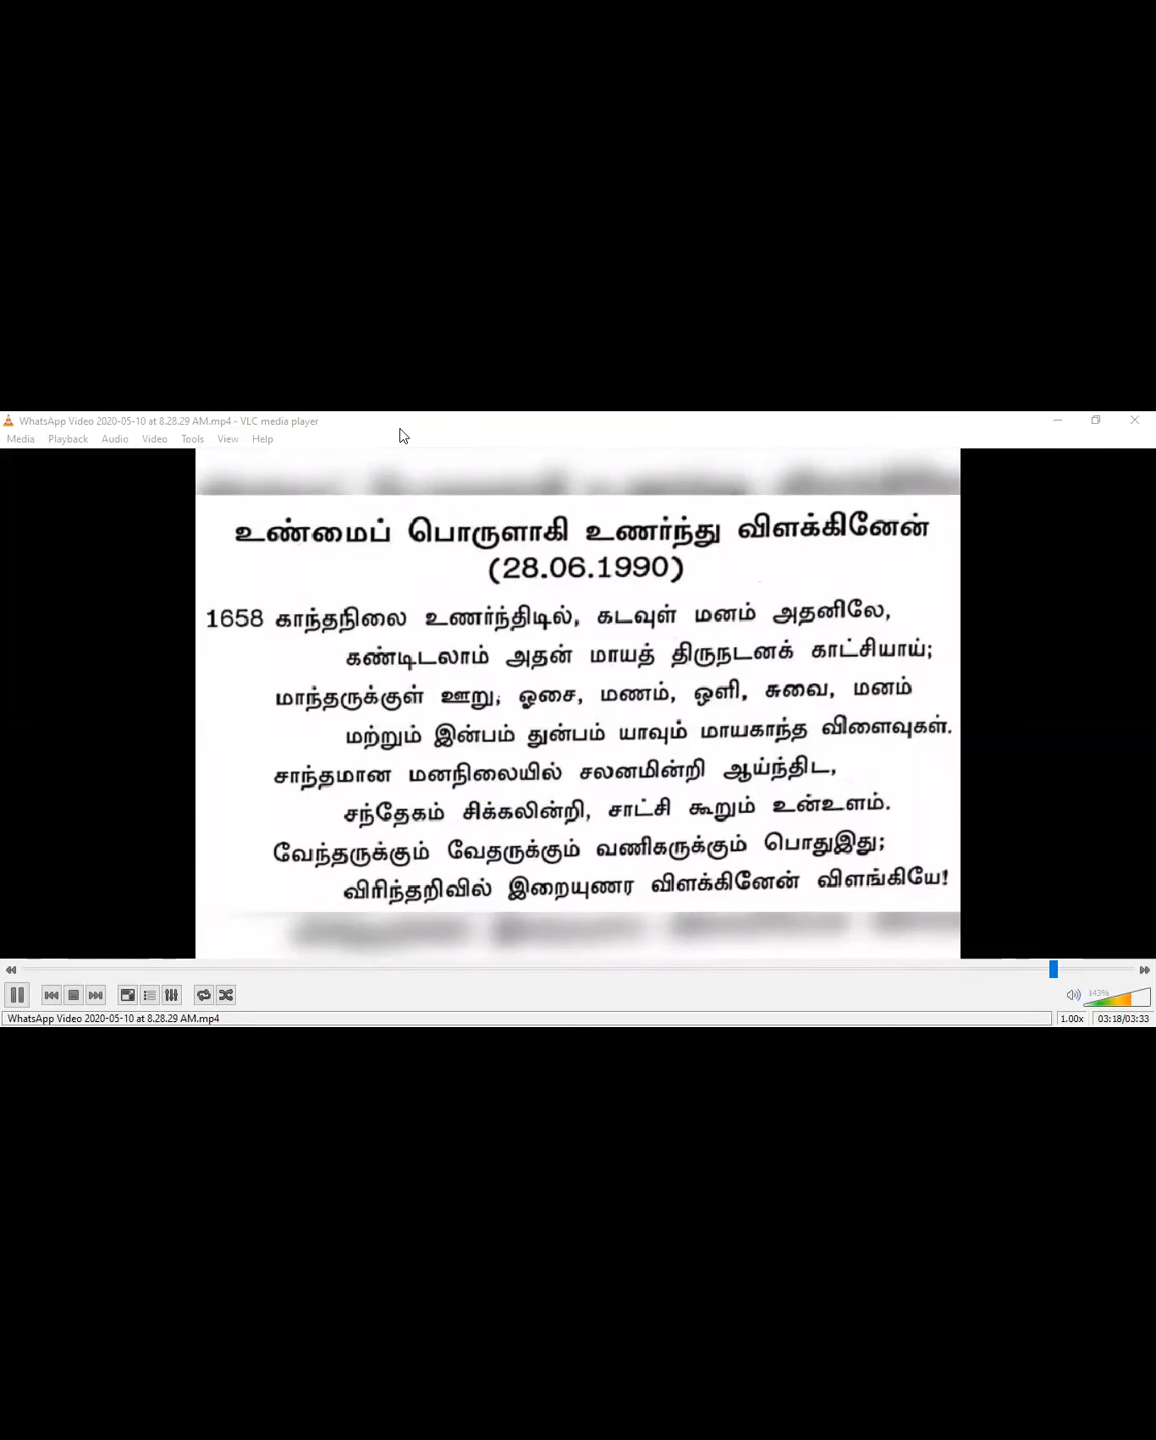 WhatsApp Video 2020-05-10 at 8.28.29 AM.mp4 - VLC media player
Media Playback Audio Video Tools View Help
உண்மைப் பொருளாகி உணர்ந்து விளக்கினேன்
(28.06.1990)
1658 காந்தநிலை உணர்ந்திடில், கடவுள் மனம் அதனிலே,
கண்டிடலாம் அதன் மாயத் திருநடனக் காட்சியாய்;
மாந்தருக்குள் ஊறு, ஓசை, மணம், ஒளி, சுவை, மனம்
மற்றும் இன்பம் துன்பம் யாவும் மாயகாந்த விளைவுகள்.
சாந்தமான மனநிலையில் சலனமின்றி ஆய்ந்திட,
சந்தேகம் சிக்கலின்றி, சாட்சி கூறும் உன்உளம்.
வேந்தருக்கும் வேதருக்கும் வணிகருக்கும் பொதுஇது;
விரிந்தறிவில் இறையுணர விளக்கினேன் விளங்கியே!
143%
WhatsApp Video 2020-05-10 at 8.28.29 AM.mp4 1.00x 03:18/03:33